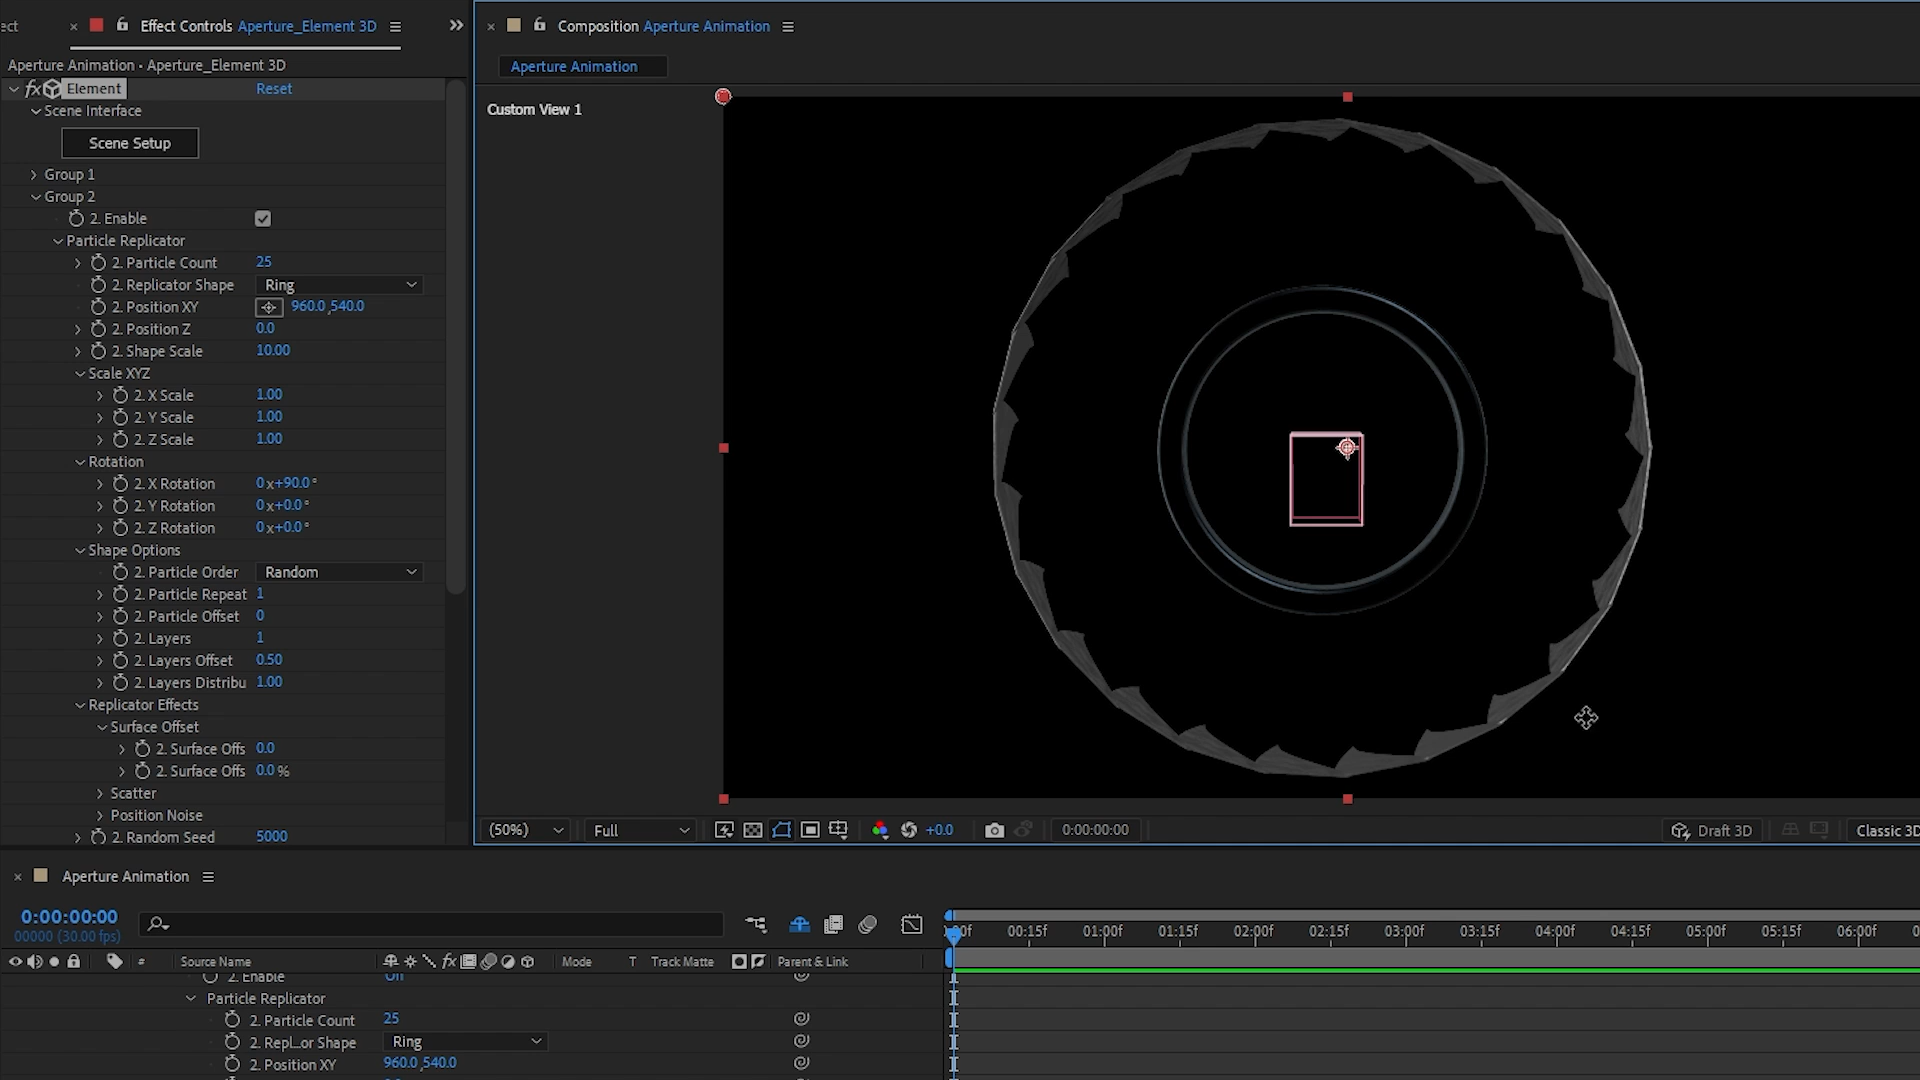 ect
Effect Controls Aperture_Element 3D
Aperture Animation • Aperture_Element 3D
fx Element Reset
Scene Interface
Scene Setup
Group 1
Group 2
2. Enable
Particle Replicator
2. Particle Count 25
2. Replicator Shape Ring
2. Position XY 960.0,540.0
2. Position Z 0.0
2. Shape Scale 10.00
Scale XYZ
2. X Scale 1.00
2. Y Scale 1.00
2. Z Scale 1.00
Rotation
2. X Rotation 0x+90.0°
2. Y Rotation 0x+0.0°
2. Z Rotation 0x+0.0°
Shape Options
2. Particle Order Random
2. Particle Repeat 1
2. Particle Offset 0
2. Layers 1
2. Layers Offset 0.50
2. Layers Distribu 1.00
Replicator Effects
Surface Offset
2. Surface Offs 0.0
2. Surface Offs 0.0%
Scatter
Position Noise
2. Random Seed 5000
Composition Aperture Animation
Aperture Animation
Custom View 1
(50%) Full +0.0 0:00:00:00 Draft 3D Classic 3D
Aperture Animation
0:00:00:00
00000 (30.00 fps)
00f 00:15f 01:00f 01:15f 02:00f 02:15f 03:00f 03:15f 04:00f 04:15f 05:00f 05:15f 06:00f 0
# Source Name fx Mode T Track Matte Parent & Link
2. Enable On
Particle Replicator
2. Particle Count 25
2. Repl...or Shape Ring
2. Position XY 960.0,540.0